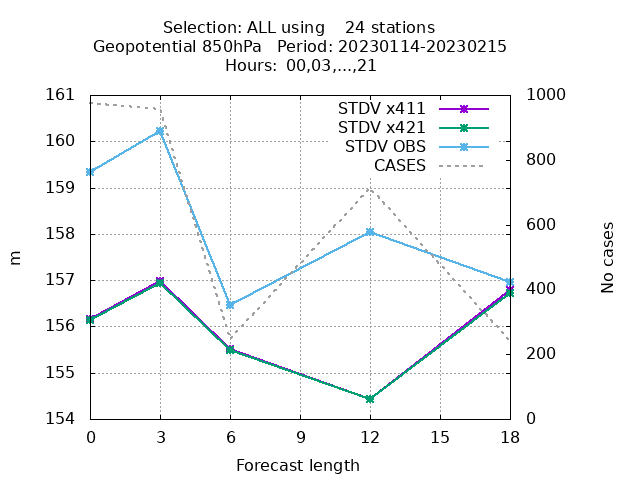 Selection: ALL using    24 stations
Geopotential 850hPa   Period: 20230114-20230215
Hours: 00,03,...,21
161
160
159
158
157
156
155
154
m
STDV x411
STDV x421
STDV OBS
CASES
1000
800
600
400
200
0
No cases
0 3 6 9 12 15 18
Forecast length